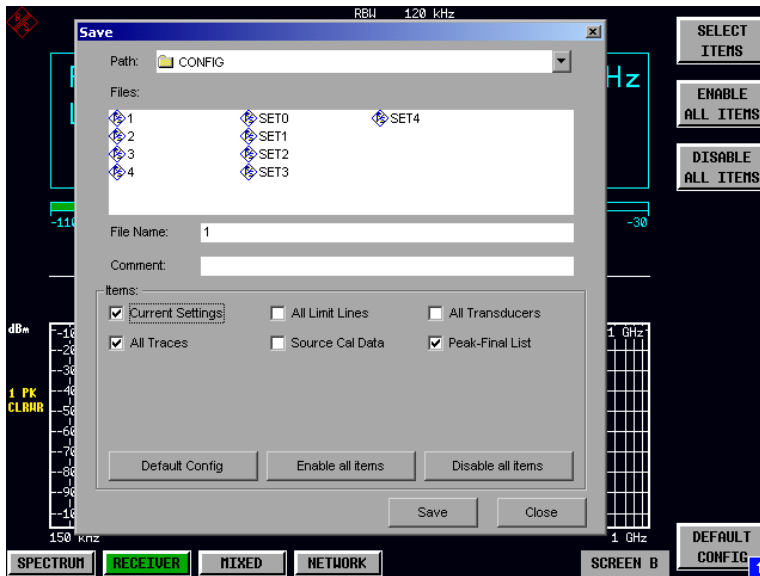 RBW 120 kHz
Save
Path: CONFIG
Files:
1 SET0 SET4
2 SET1
3 SET2
4 SET3
File Name: 1
Comment:
Items:
Current Settings All Limit Lines All Transducers
All Traces Source Cal Data Peak-Final List
Default Config Enable all items Disable all items
Save Close
Hz
-30
dBm
1 PK
CLRWR
1 GHz
150 kHz 1 GHz
SPECTRUM RECEIVER MIXED NETWORK SCREEN B
SELECT
ITEMS
ENABLE
ALL ITEMS
DISABLE
ALL ITEMS
DEFAULT
CONFIG
1